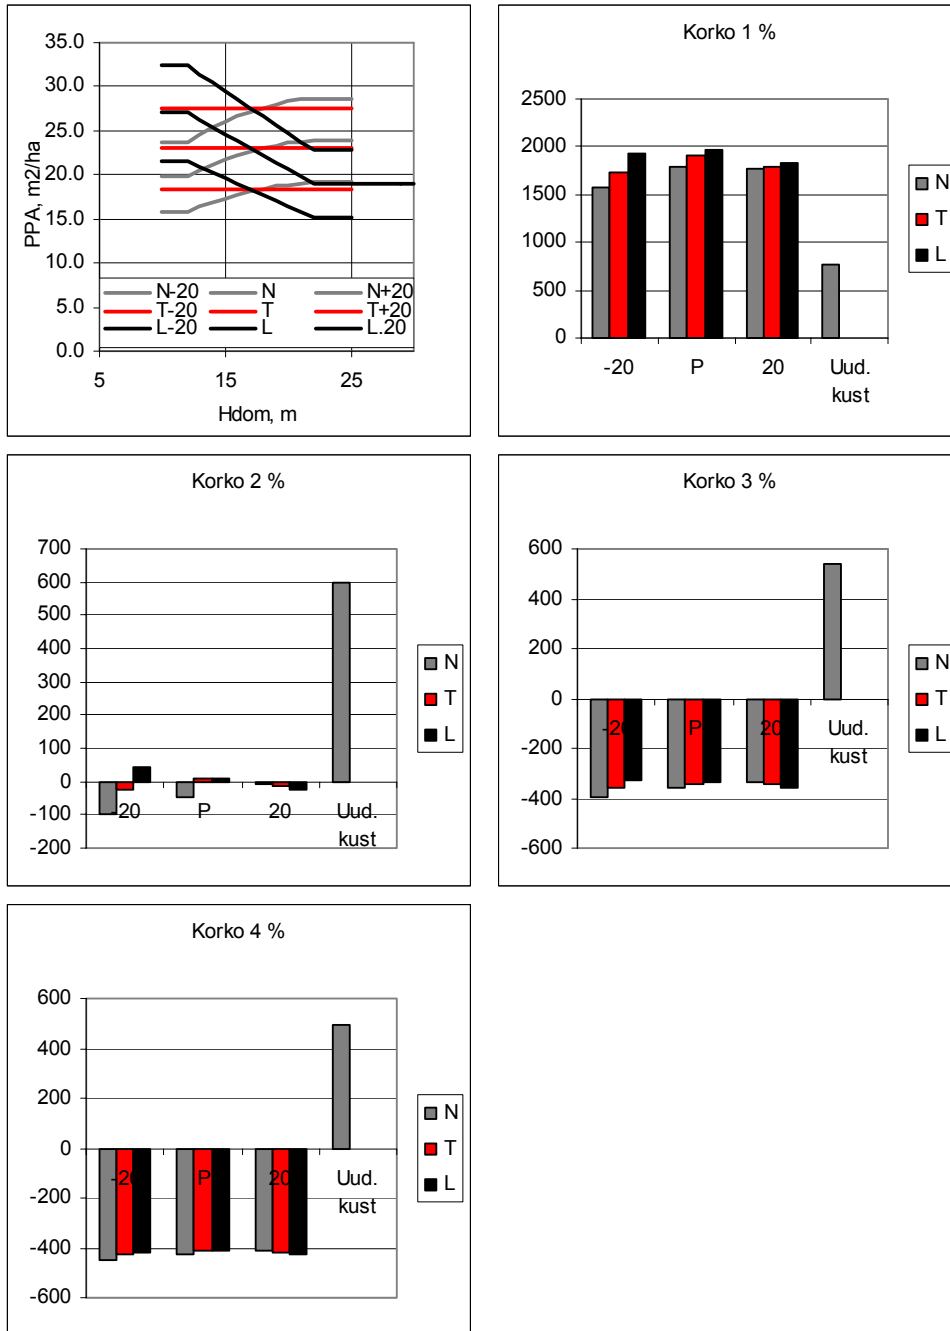 35.0
30.0
25.0
20.0
15.0
10.0
5.0
0.0
PPA, m2/ha
N-20 N N+20
T-20 T T+20
L-20 L L.20
5 15 25
Hdom, m
Korko 1 %
2500
2000
1500
1000
500
0
-20 P 20 Uud.
kust
N
T
L
Korko 2 %
700
600
500
400
300
200
100
0
-100
-200
-20 P 20 Uud.
kust
N
T
L
Korko 3 %
600
400
200
0
-200
-400
-600
-20 P 20 Uud.
kust
N
T
L
Korko 4 %
600
400
200
0
-200
-400
-600
-20 P 20 Uud.
kust
N
T
L